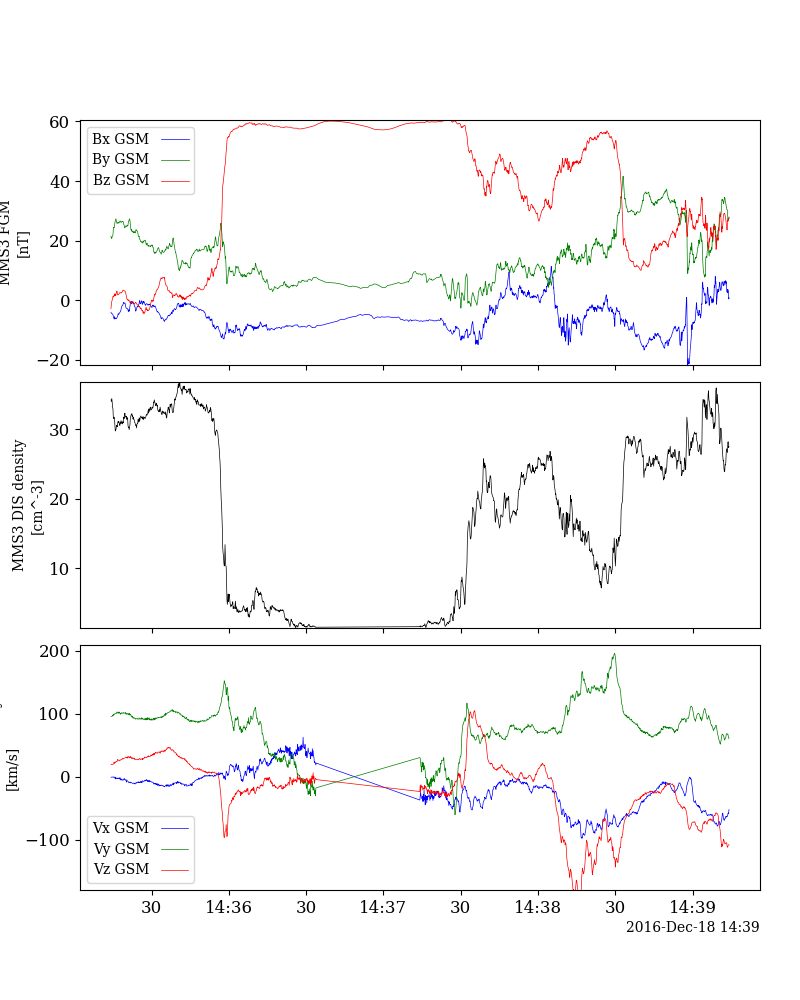 60
40
20
0
−20
MMS3 FGM
[nT]
Bx GSM
By GSM
Bz GSM
30
20
10
MMS3 DIS density
[cm^-3]
200
100
0
−100
[km/s]
Vx GSM
Vy GSM
Vz GSM
30
14:36
30
14:37
30
14:38
30
14:39
2016-Dec-18 14:39